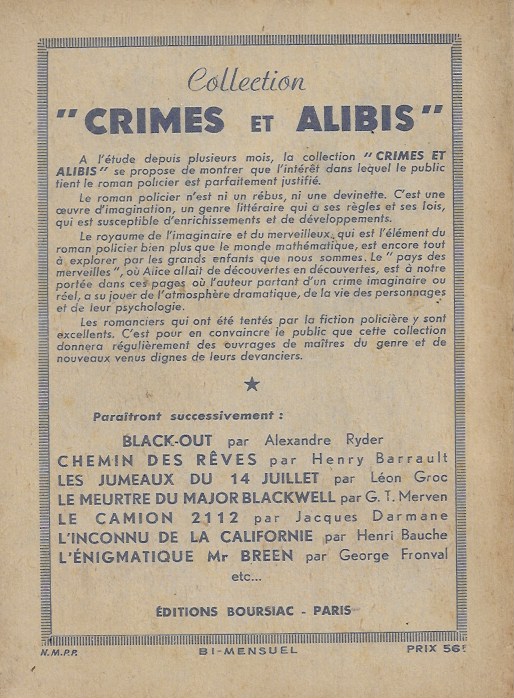 Collection
"CRIMES ET ALIBIS"
A l'étude depuis plusieurs mois, la collection "CRIMES ET
ALIBIS" se propose de montrer que l'intérêt dans lequel le public
tient le roman policier est parfaitement justifié.
Le roman policier n'est ni un rébus, ni une devinette. C'est une
œuvre d'imagination, un genre littéraire qui a ses règles et ses lois,
qui est susceptible d'enrichissements et de développements.
Le royaume de l'imaginaire et du merveilleux, qui est l'élément du
roman policier bien plus que le monde mathématique, est encore tout
à explorer par les grands enfants que nous sommes. Le "pays des
merveilles", où Alice allait de découvertes en découvertes, est à notre
portée dans ces pages où l'auteur partant d'un crime imaginaire ou
réel, a su jouer de l'atmosphère dramatique, de la vie des personnages
et de leur psychologie.
Les romanciers qui ont été tentés par la fiction policière y sont
excellents. C'est pour en convaincre le public que cette collection
donnera régulièrement des ouvrages de maîtres du genre et de
nouveaux venus dignes de leurs devanciers.
★
Paraîtront successivement :
BLACK-OUT par Alexandre Ryder
CHEMIN DES RÊVES par Henry Barrault
LES JUMEAUX DU 14 JUILLET par Léon Groc
LE MEURTRE DU MAJOR BLACKWELL par G. T. Merven
LE CAMION 2112 par Jacques Darmane
L'INCONNU DE LA CALIFORNIE par Henri Bauche
L'ÉNIGMATIQUE Mr BREEN par George Fronval
etc...
ÉDITIONS BOURSIAC - PARIS
N.M.P.P. BI-MENSUEL PRIX 56f